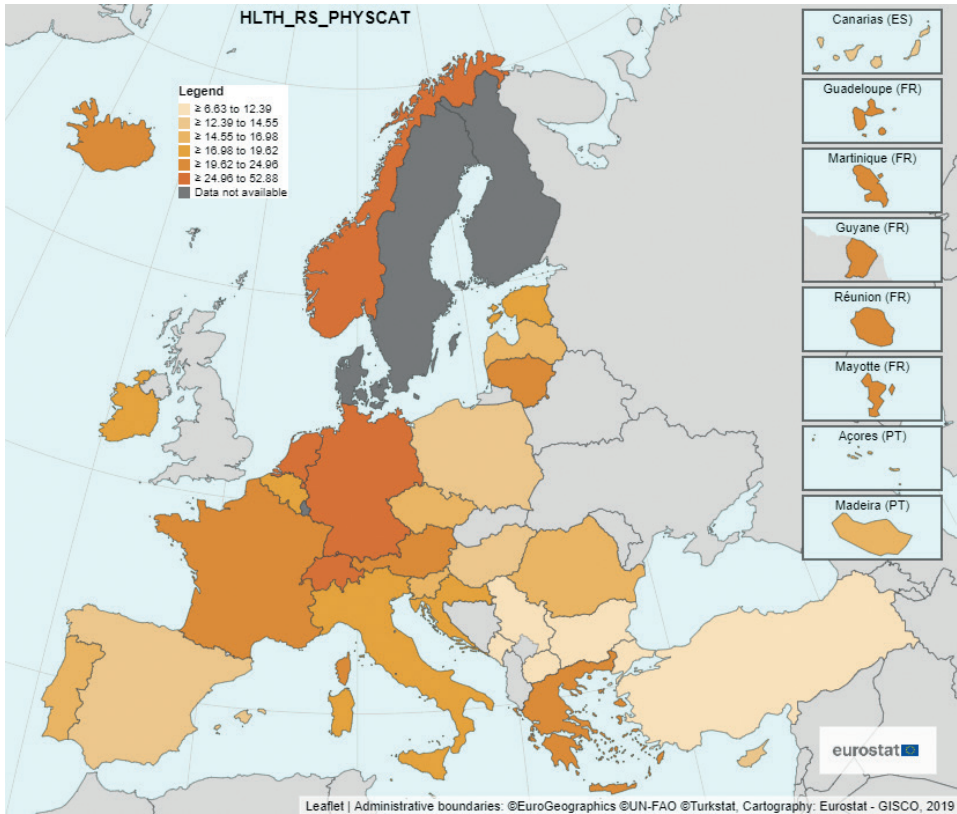 HLTH_RS_PHYSCAT
Legend
≥ 6.63 to 12.39
≥ 12.39 to 14.55
≥ 14.55 to 16.98
≥ 16.98 to 19.62
≥ 19.62 to 24.96
≥ 24.96 to 52.88
Data not available
Canarias (ES)
Guadeloupe (FR)
Martinique (FR)
Guyane (FR)
Réunion (FR)
Mayotte (FR)
Açores (PT)
Madeira (PT)
eurostat
Leaflet | Administrative boundaries: ©EuroGeographics ©UN-FAO ©Turkstat, Cartography: Eurostat - GISCO, 2019